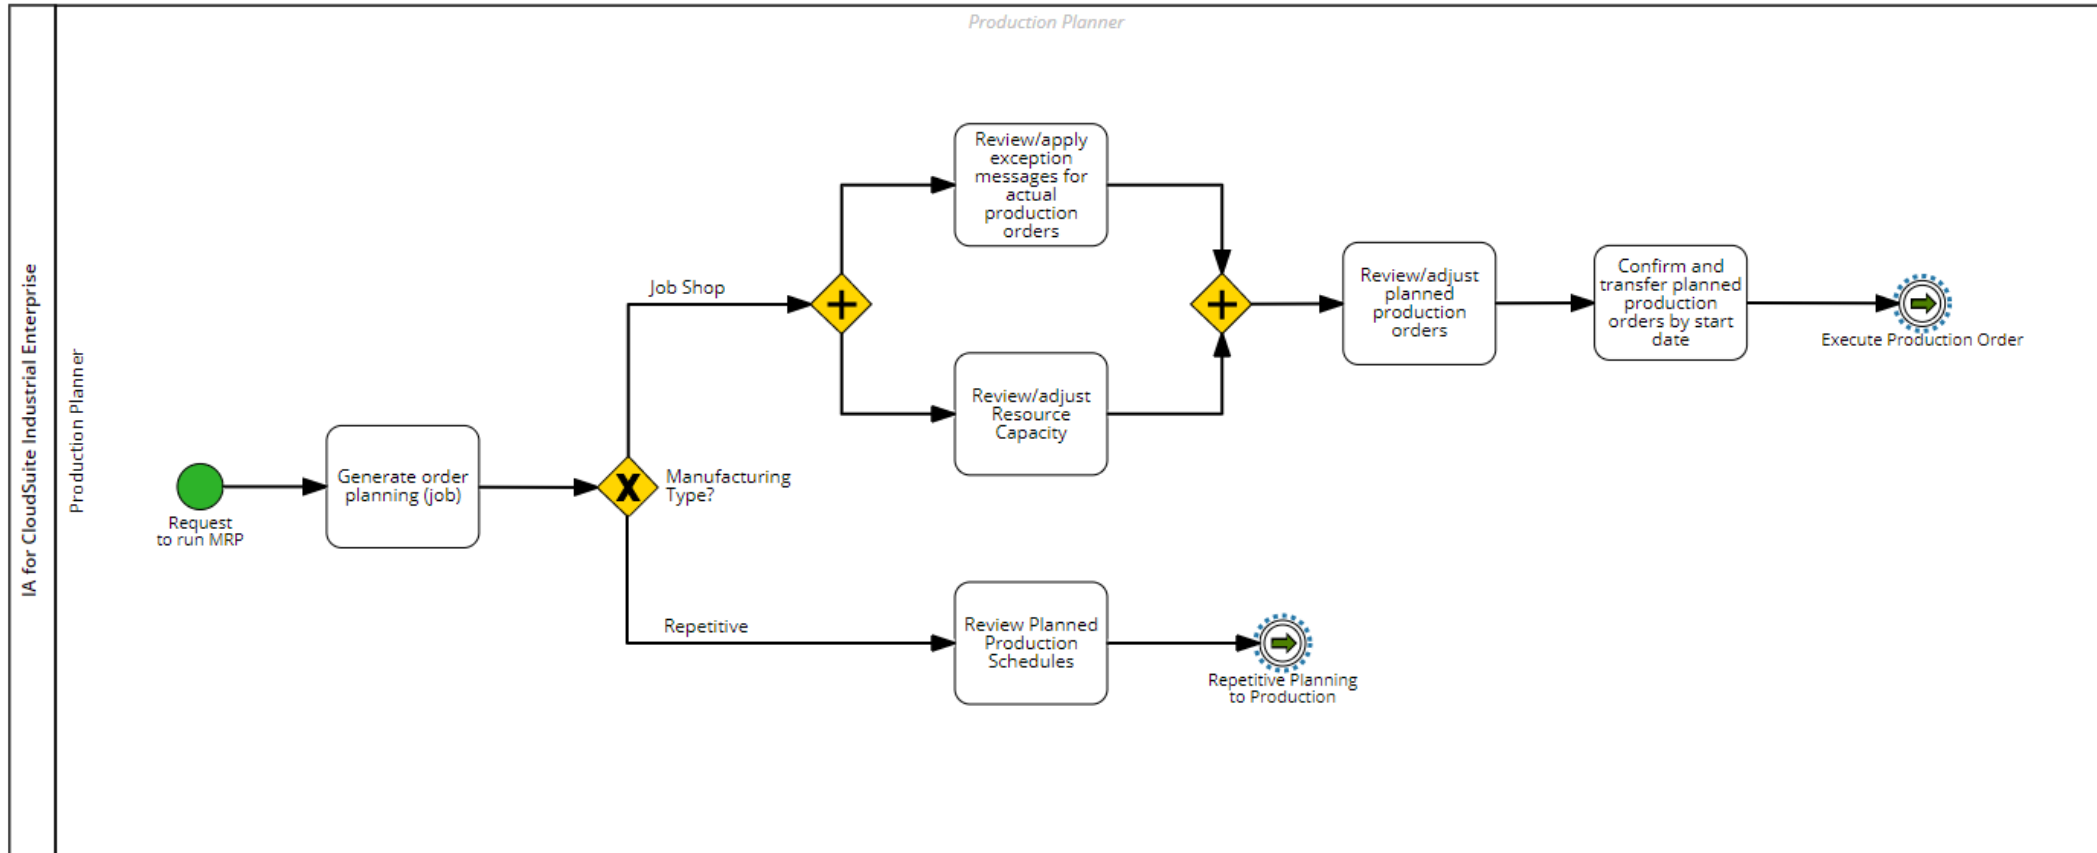 Production Planner
IA for CloudSuite Industrial Enterprise
Production Planner
Request
to run MRP
Generate order
planning (job)
Manufacturing
Type?
Job Shop
Review/apply
exception
messages for
actual
production
orders
Review/adjust
Resource
Capacity
Review/adjust
planned
production
orders
Confirm and
transfer planned
production
orders by start
date
Execute Production Order
Repetitive
Review Planned
Production
Schedules
Repetitive Planning
to Production